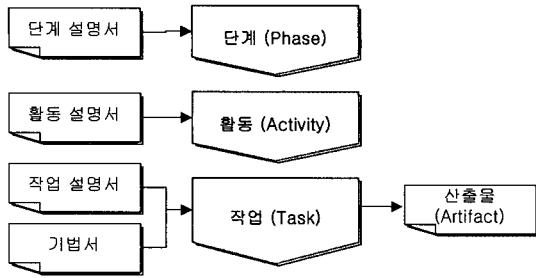 단계 설명서
단계 (Phase)
활동 설명서
활동 (Activity)
작업 설명서
기법서
작업 (Task)
산출물
(Artifact)